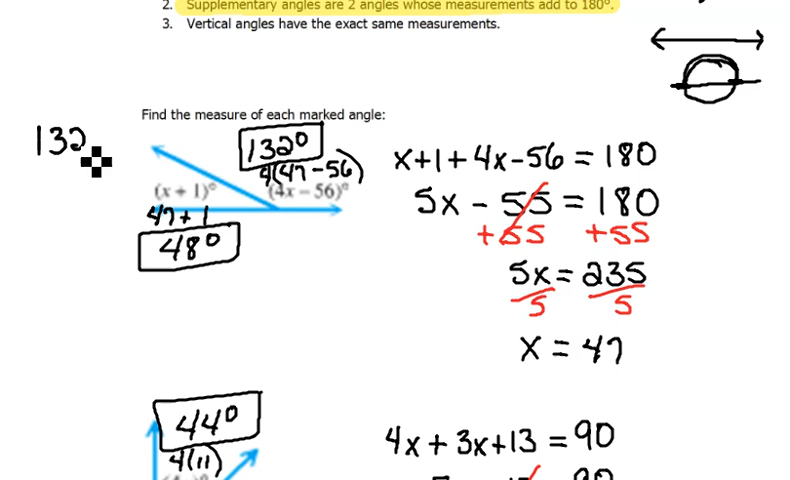 2. Supplementary angles are 2 angles whose measurements add to 180°.
3. Vertical angles have the exact same measurements.
Find the measure of each marked angle:
132
132°
4(47-56)
(x + 1)°
(4x – 56)°
47+1
48°
x+1+4x-56=180
5x-55=180
+55 +55
5x=235
5 5
x=47
44°
4(11)
4x+3x+13=90